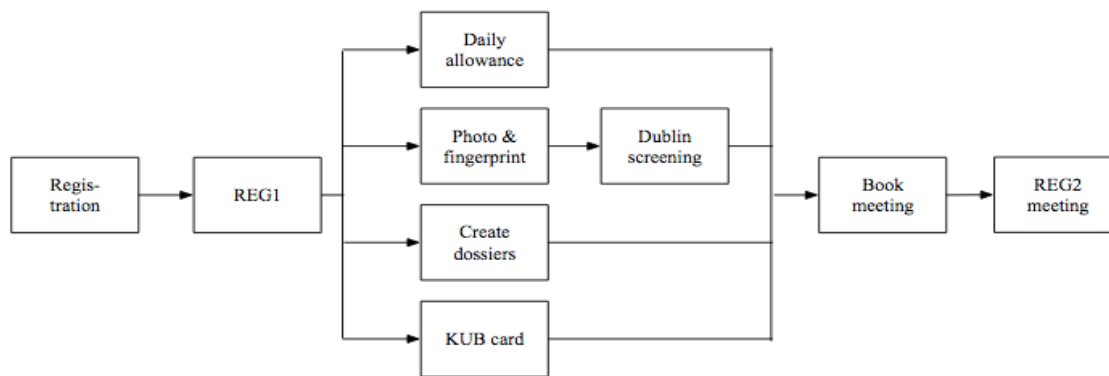 Regis-
tration
REG1
Daily
allowance
Photo &
fingerprint
Dublin
screening
Create
dossiers
KUB card
Book
meeting
REG2
meeting